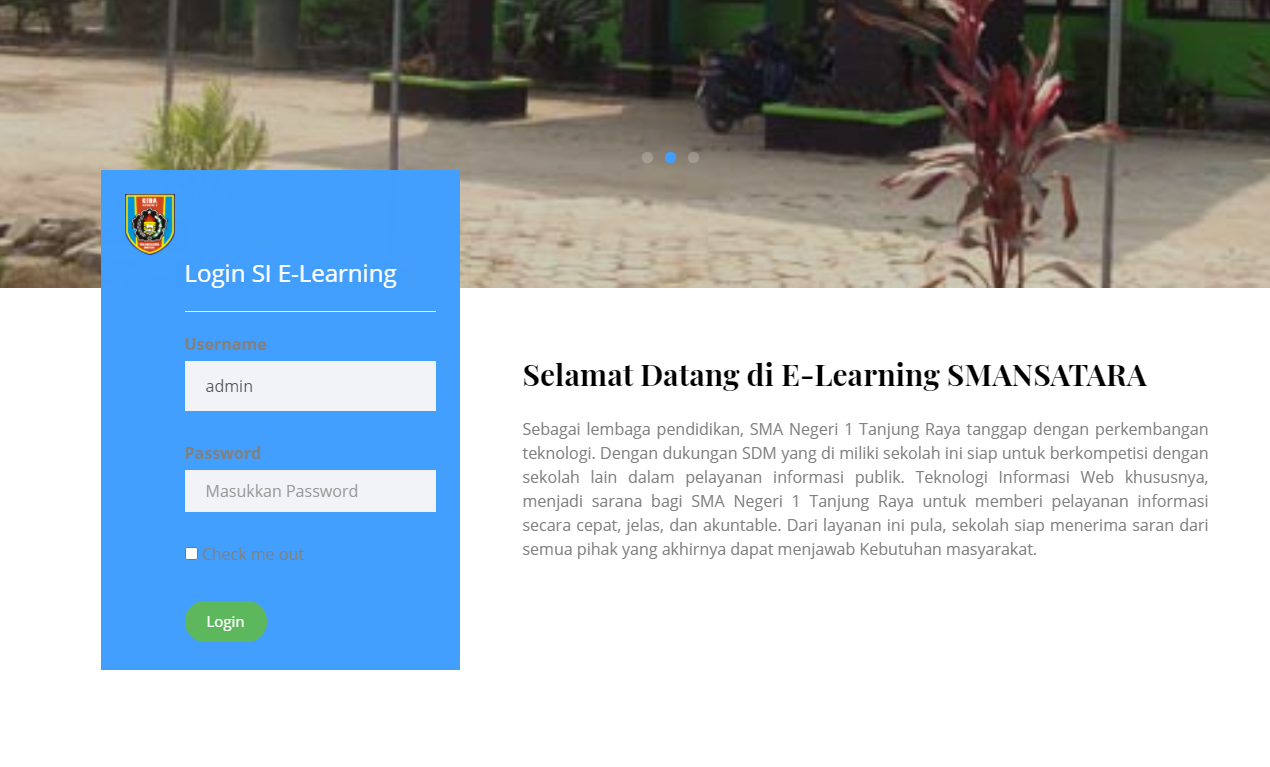 Login SI E-Learning
Username
admin
Password
Masukkan Password
Check me out
Login
Selamat Datang di E-Learning SMANSATARA
Sebagai lembaga pendidikan, SMA Negeri 1 Tanjung Raya tanggap dengan perkembangan
teknologi. Dengan dukungan SDM yang di miliki sekolah ini siap untuk berkompetisi dengan
sekolah lain dalam pelayanan informasi publik. Teknologi Informasi Web khususnya,
menjadi sarana bagi SMA Negeri 1 Tanjung Raya untuk memberi pelayanan informasi
secara cepat, jelas, dan akuntable. Dari layanan ini pula, sekolah siap menerima saran dari
semua pihak yang akhirnya dapat menjawab Kebutuhan masyarakat.